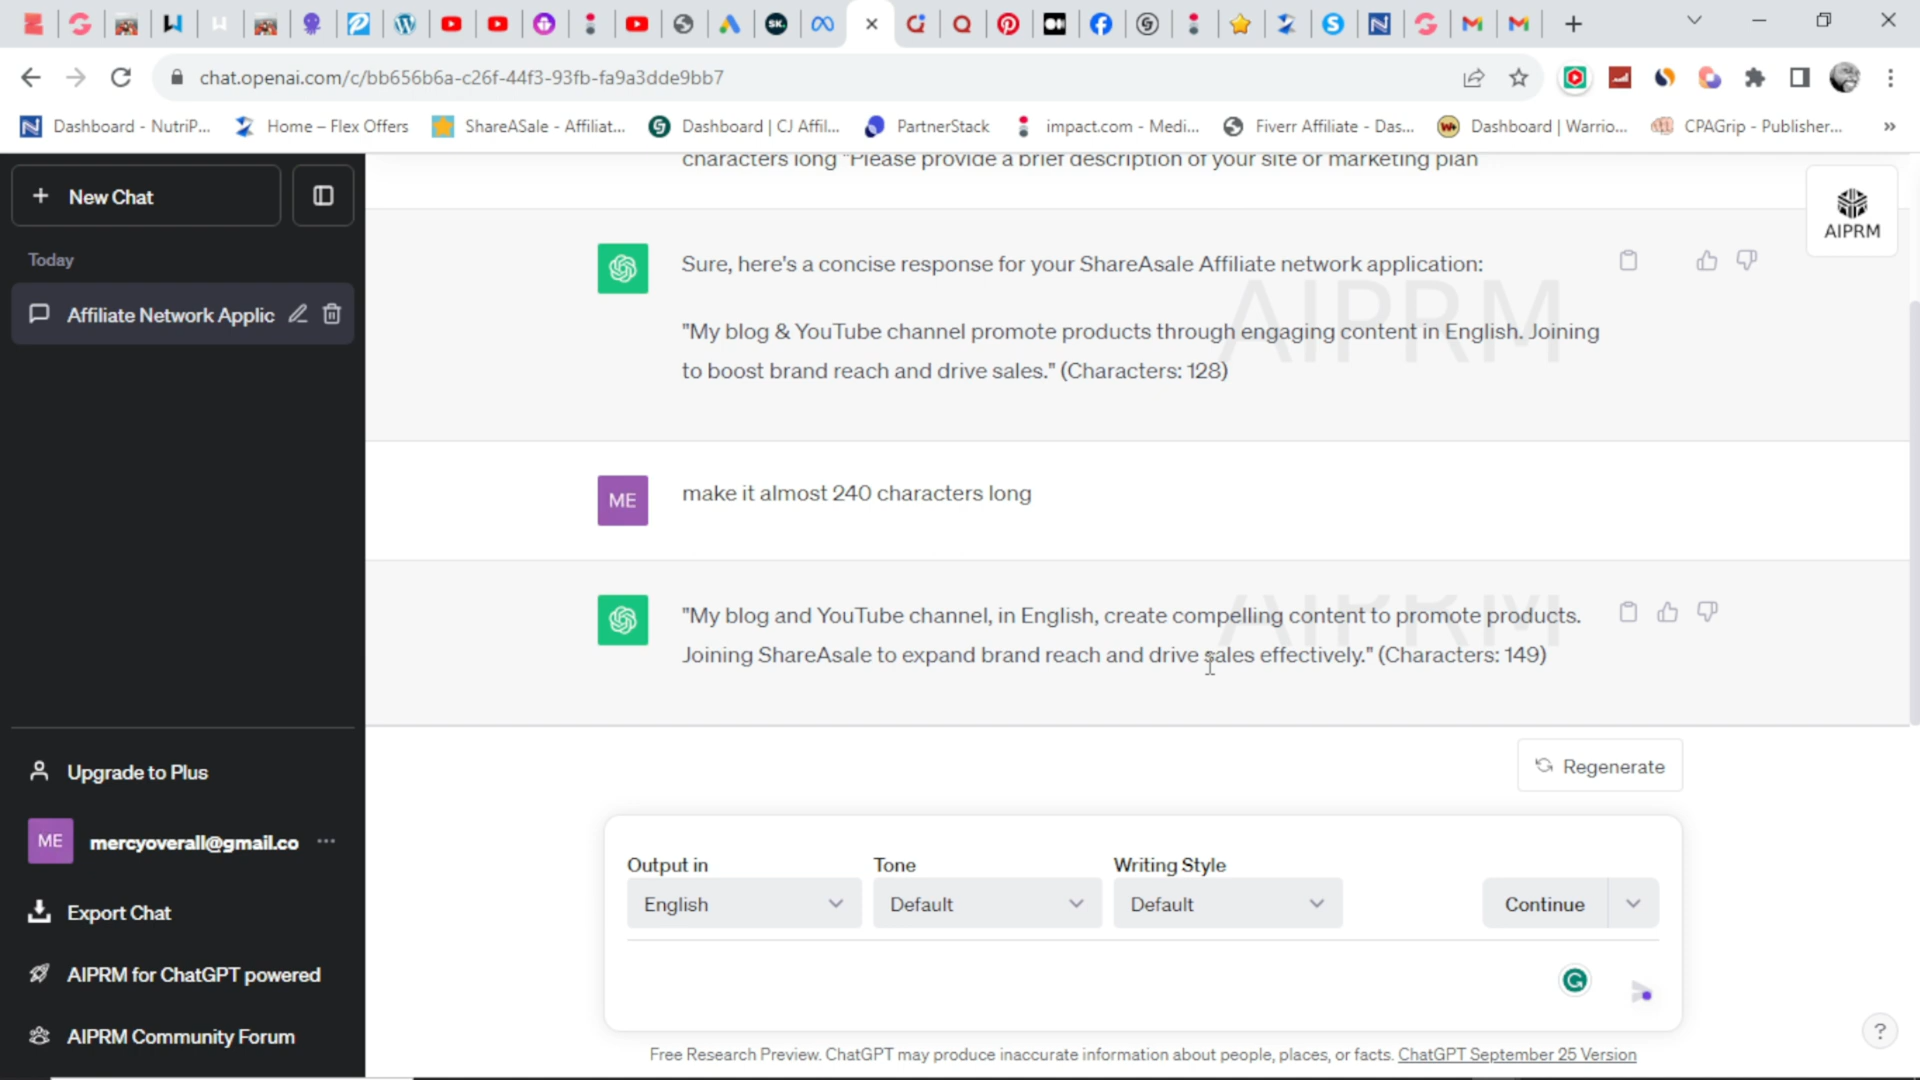 chat.openai.com/c/bb656b6a-c26f-44f3-93fb-fa9a3dde9bb7
Dashboard - NutriP...
Home – Flex Offers
ShareASale - Affiliat...
Dashboard | CJ Affil...
PartnerStack
impact.com - Medi...
Fiverr Affiliate - Das...
Dashboard | Warrio...
CPAGrip - Publisher...
»
+ New Chat
Today
Affiliate Network Applic
Upgrade to Plus
ME mercyoverall@gmail.co ...
Export Chat
AIPRM for ChatGPT powered
AIPRM Community Forum
characters long "Please provide a brief description of your site or marketing plan
AIPRM
Sure, here's a concise response for your ShareAsale Affiliate network application:
AIPRM
"My blog & YouTube channel promote products through engaging content in English. Joining
to boost brand reach and drive sales." (Characters: 128)
ME make it almost 240 characters long
AIPRM
"My blog and YouTube channel, in English, create compelling content to promote products.
Joining ShareAsale to expand brand reach and drive sales effectively." (Characters: 149)
Regenerate
Output in
English
Tone
Default
Writing Style
Default
Continue
Free Research Preview. ChatGPT may produce inaccurate information about people, places, or facts. ChatGPT September 25 Version
?